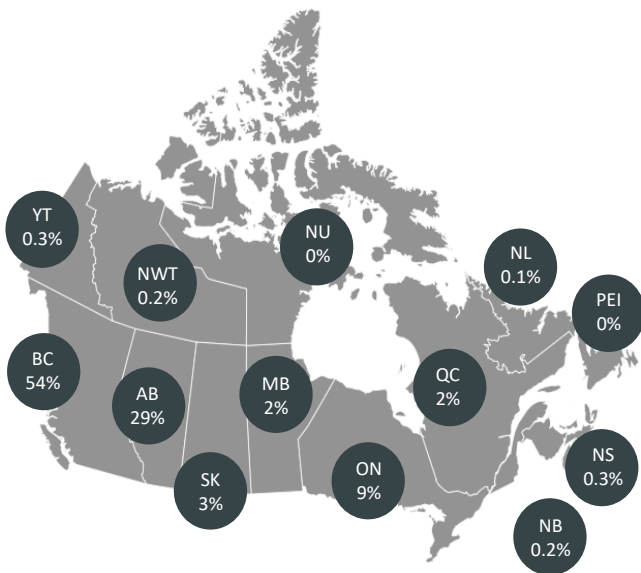 YT
0.3%
NWT
0.2%
NU
0%
NL
0.1%
PEI
0%
BC
54%
AB
29%
MB
2%
QC
2%
SK
3%
ON
9%
NS
0.3%
NB
0.2%